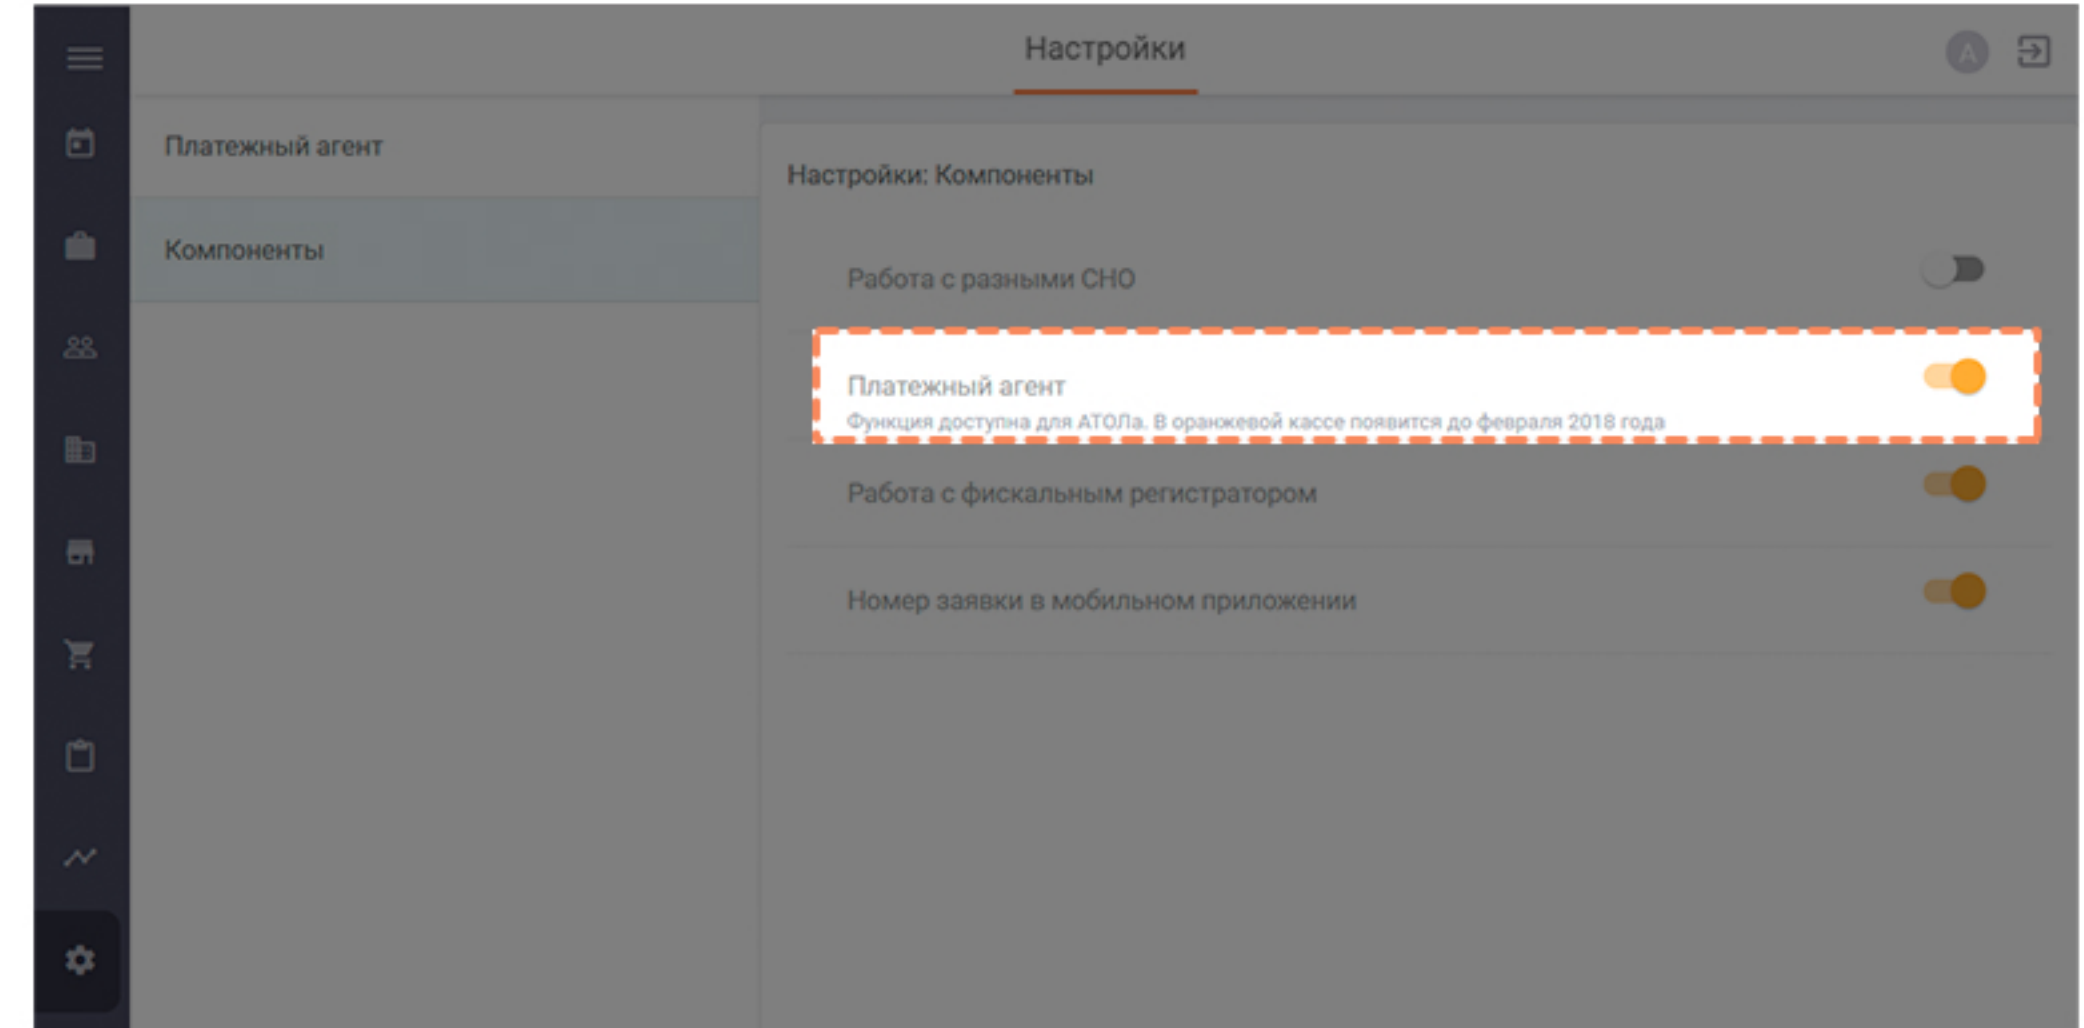 Настройки
A
Платежный агент
Компоненты
Настройки: Компоненты
Работа с разными СНО
Платежный агент
Функция доступна для АТОЛа. В оранжевой кассе появится до февраля 2018 года
Работа с фискальным регистратором
Номер заявки в мобильном приложении